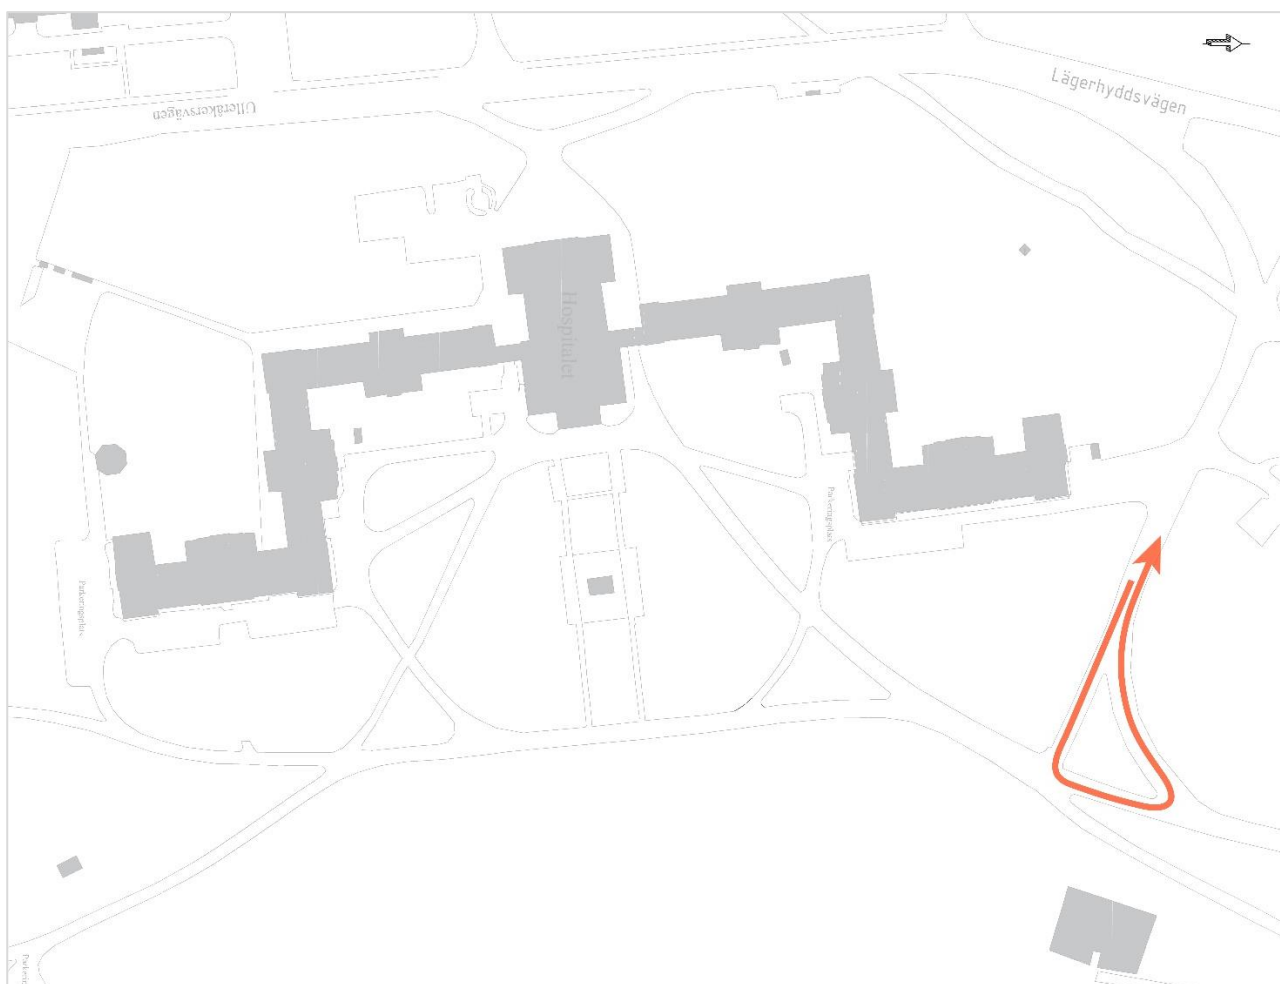 Lägerhyddsvägen
Ulleråkersvägen
Hospitalet
Parkeringsplats
Parkeringsplats